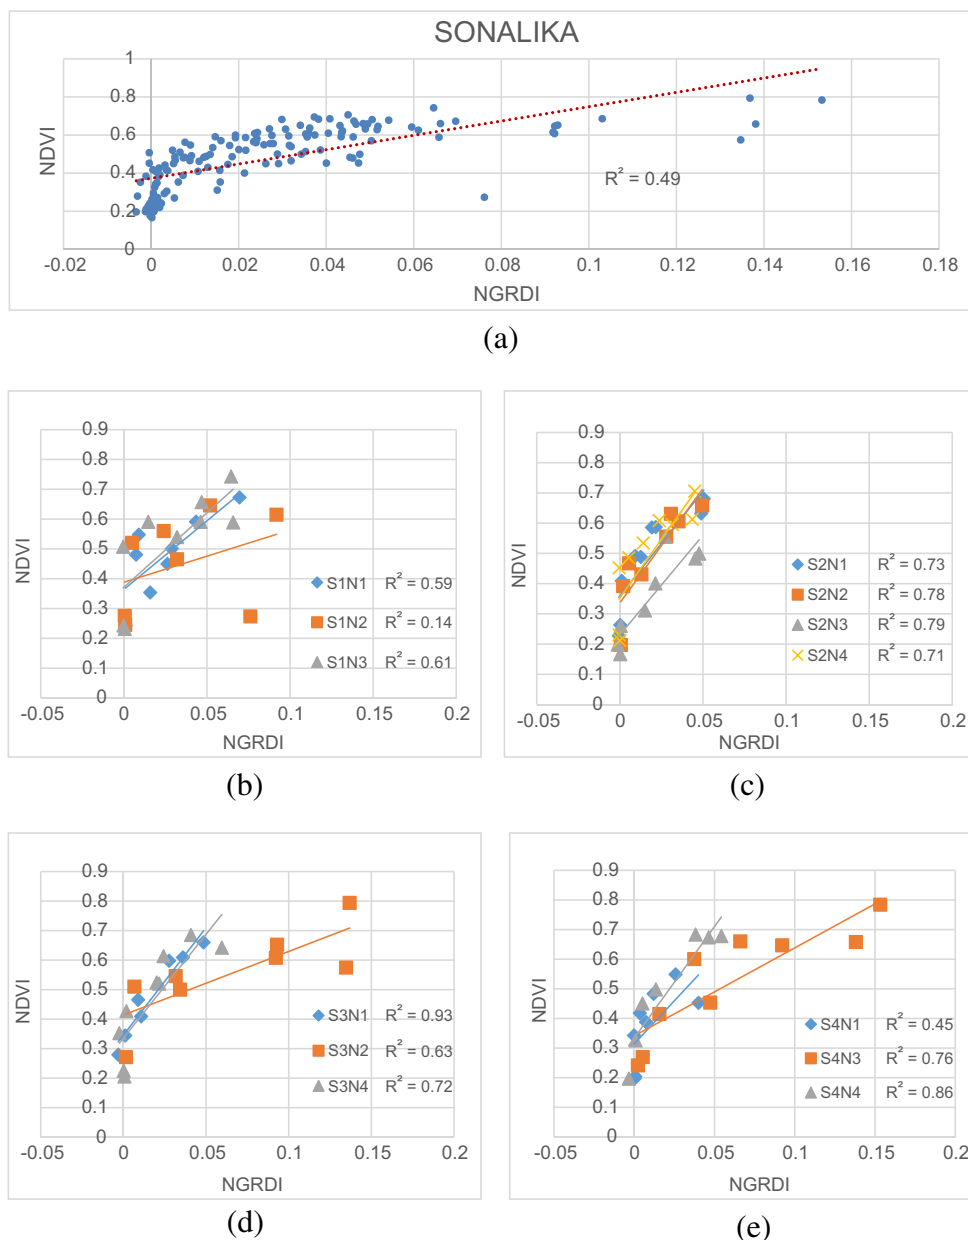 SONALIKA
1
0.8
0.6
0.4
0.2
0
NDVI
R² = 0.49
-0.02 0 0.02 0.04 0.06 0.08 0.1 0.12 0.14 0.16 0.18
NGRDI
(a)
0.9
0.8
0.7
0.6
0.5
0.4
0.3
0.2
0.1
0
NDVI
S1N1 R² = 0.59
S1N2 R² = 0.14
S1N3 R² = 0.61
-0.05 0 0.05 0.1 0.15 0.2
NGRDI
(b)
0.9
0.8
0.7
0.6
0.5
0.4
0.3
0.2
0.1
0
NDVI
S2N1 R² = 0.73
S2N2 R² = 0.78
S2N3 R² = 0.79
S2N4 R² = 0.71
-0.05 0 0.05 0.1 0.15 0.2
NGRDI
(c)
0.9
0.8
0.7
0.6
0.5
0.4
0.3
0.2
0.1
0
NDVI
S3N1 R² = 0.93
S3N2 R² = 0.63
S3N4 R² = 0.72
-0.05 0 0.05 0.1 0.15 0.2
NGRDI
(d)
0.9
0.8
0.7
0.6
0.5
0.4
0.3
0.2
0.1
0
NDVI
S4N1 R² = 0.45
S4N3 R² = 0.76
S4N4 R² = 0.86
-0.05 0 0.05 0.1 0.15 0.2
NGRDI
(e)